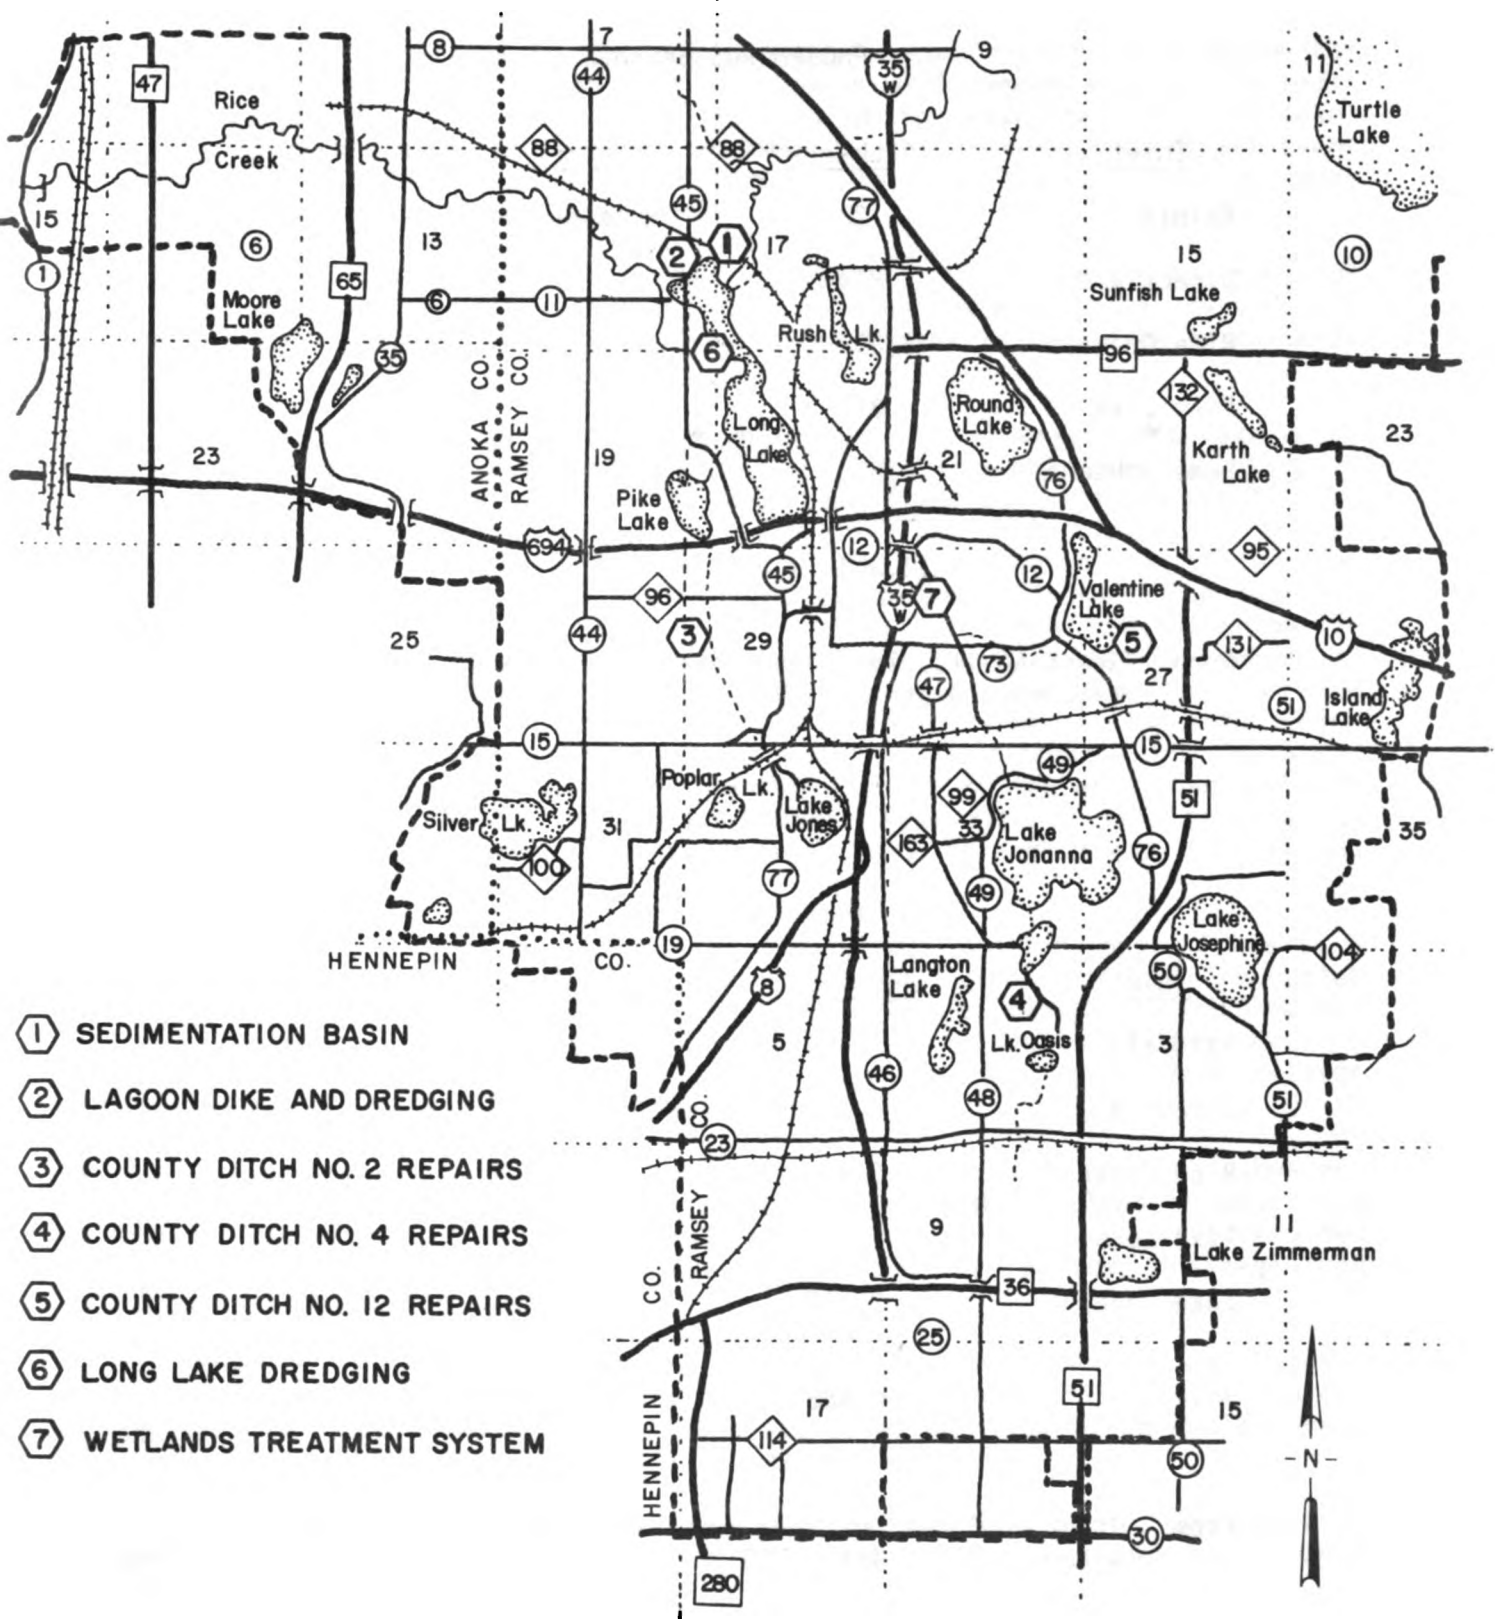 8
7
9
11
47
44
35
W
Turtle
Lake
Rice
Creek
88
88
45
77
15
6
13
2
1
17
15
10
1
65
Sunfish Lake
Moore
Lake
6
11
Rush Lk.
6
96
35
ANOKA CO.
RAMSEY CO.
132
Round
Lake
Long
Lake
Karth
Lake
23
23
19
21
76
Pike
Lake
694
12
95
45
12
Valentine
Lake
96
35
W
7
44
3
29
5
131
10
25
73
27
47
Island
Lake
51
15
15
49
Poplar Lk.
99
51
Lake
Jones
Silver Lk.
31
33
Lake
Jonanna
35
163
76
100
77
49
Lake
Josephine
19
HENNEPIN CO.
104
Langton
Lake
50
8
4
5
Lk. Oasis
3
46
48
51
CO.
23
RAMSEY
9
11
Lake Zimmerman
CO.
36
25
51
17
15
114
HENNEPIN
50
- N -
30
280
1 SEDIMENTATION BASIN
2 LAGOON DIKE AND DREDGING
3 COUNTY DITCH NO. 2 REPAIRS
4 COUNTY DITCH NO. 4 REPAIRS
5 COUNTY DITCH NO. 12 REPAIRS
6 LONG LAKE DREDGING
7 WETLANDS TREATMENT SYSTEM